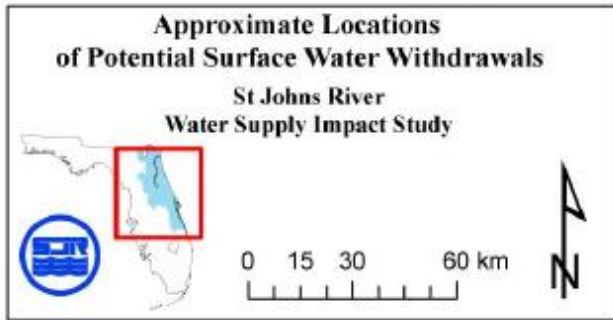 Approximate Locations
of Potential Surface Water Withdrawals
St Johns River
Water Supply Impact Study
SJR
0 15 30 60 km
N